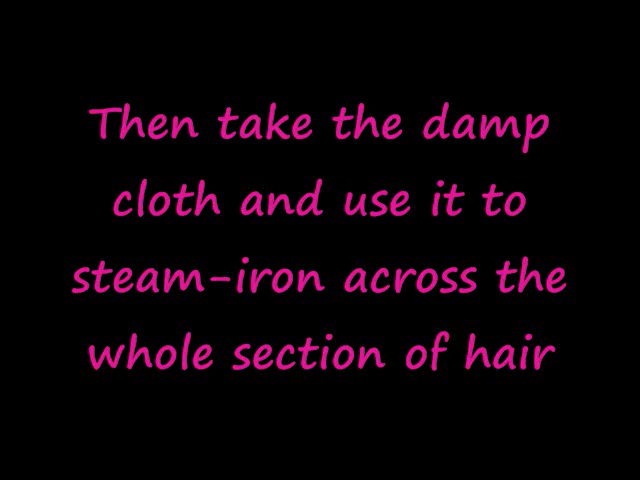 Then take the damp
cloth and use it to
steam-iron across the
whole section of hair